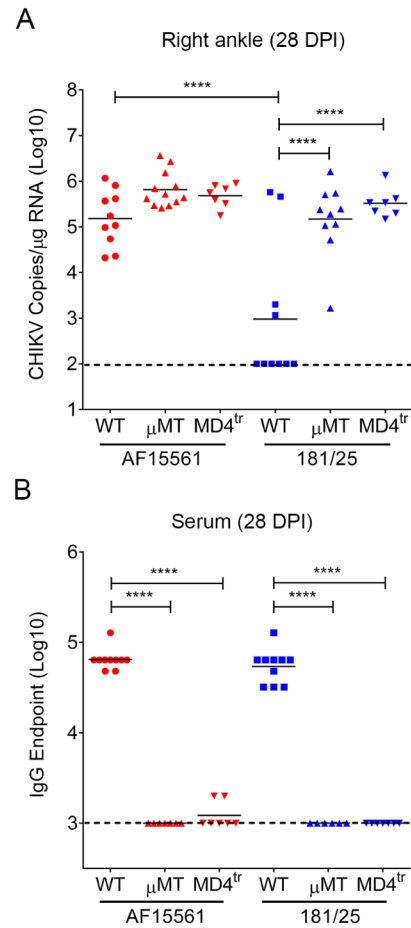 A
Right ankle (28 DPI)
CHIKV Copies/μg RNA (Log10)
8
7
6
5
4
3
2
1
****
****
****
WT μMT MD4tr WT μMT MD4tr
AF15561 181/25
B
Serum (28 DPI)
IgG Endpoint (Log10)
6
5
4
3
**** ****
**** ****
WT μMT MD4tr WT μMT MD4tr
AF15561 181/25